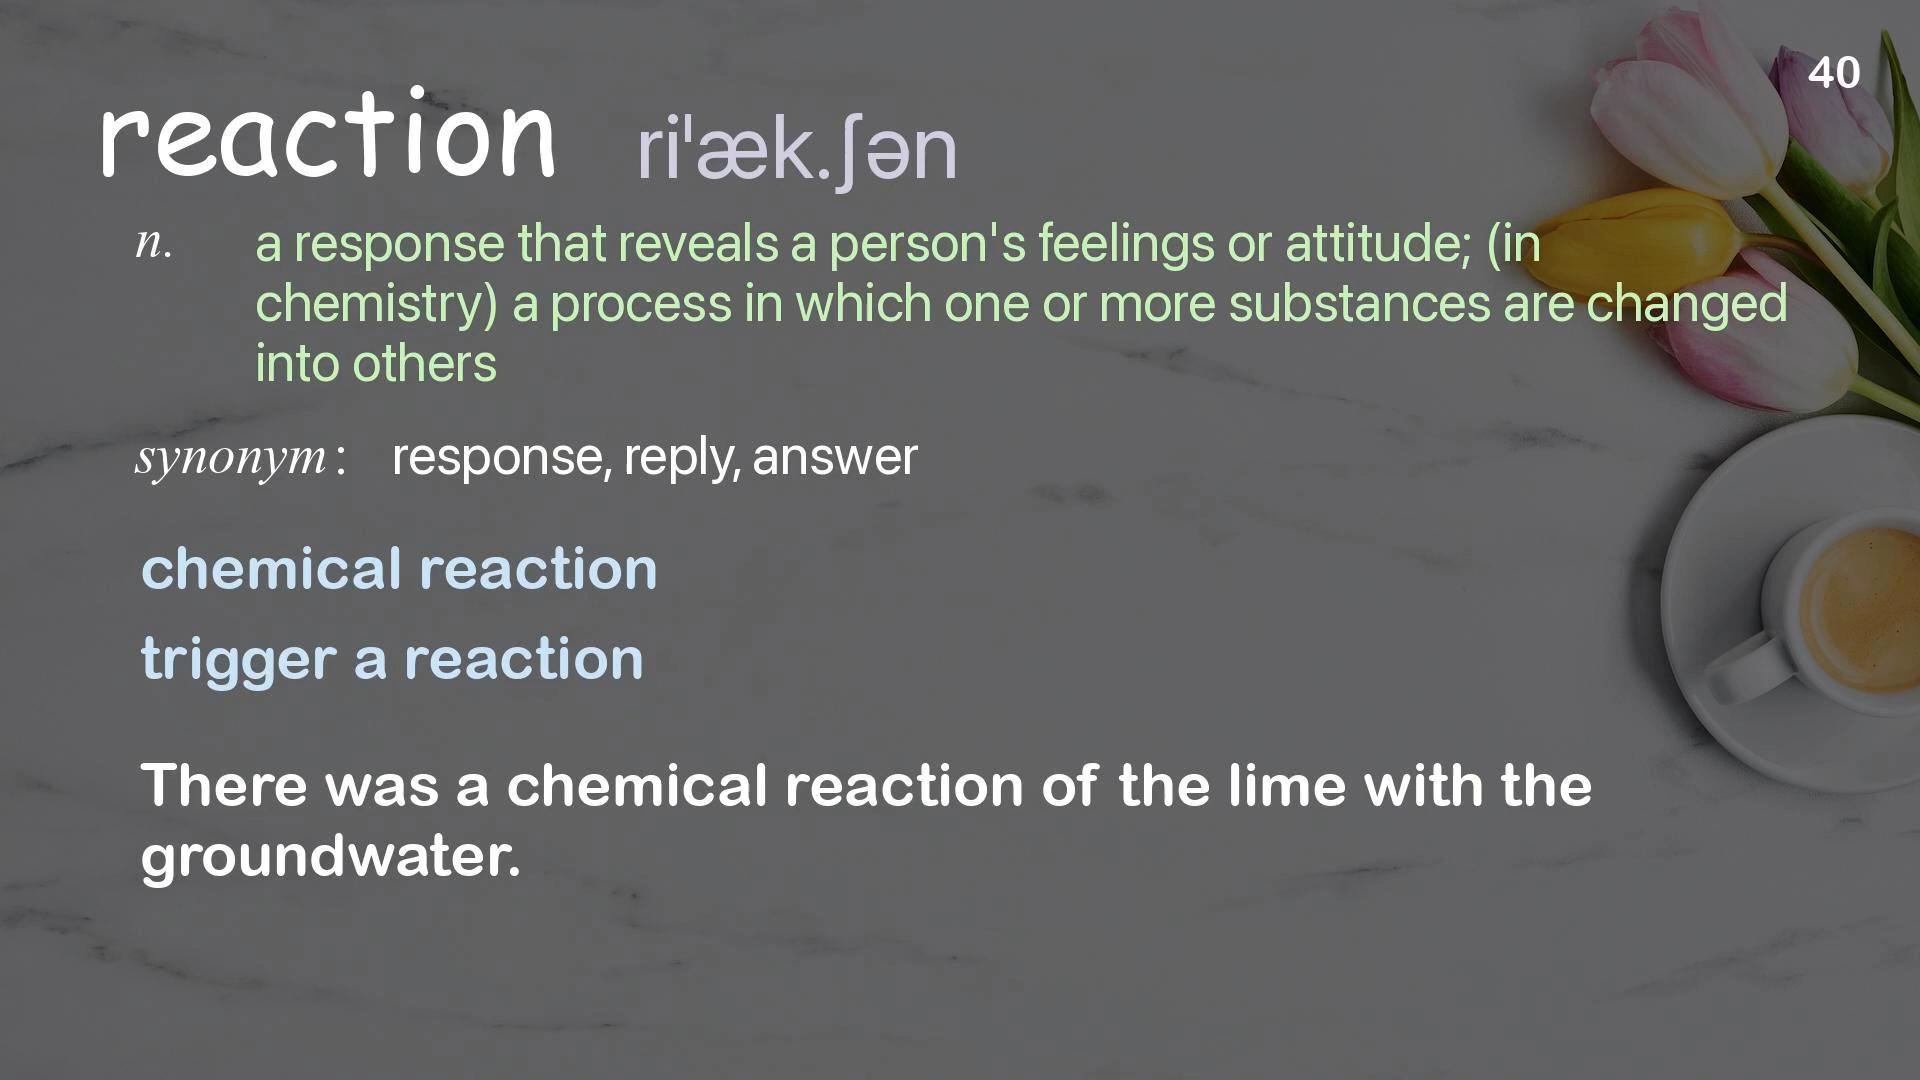 40
reaction ri'æk.ʃən
n. a response that reveals a person's feelings or attitude; (in
chemistry) a process in which one or more substances are changed
into others
synonym: response, reply, answer
chemical reaction
trigger a reaction
There was a chemical reaction of the lime with the
groundwater.